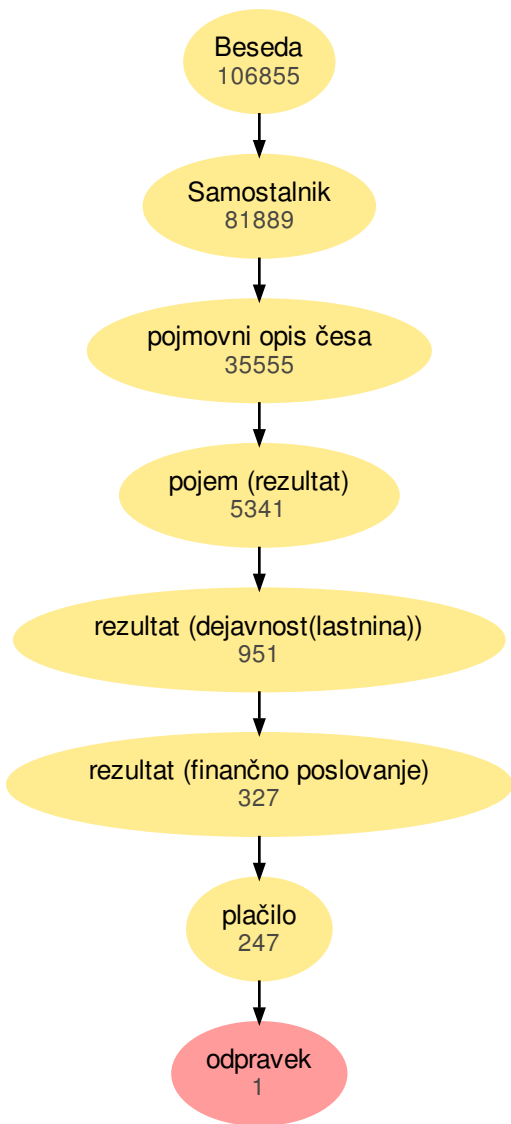 Beseda
106855
Samostalnik
81889
pojmovni opis česa
35555
pojem (rezultat)
5341
rezultat (dejavnost(lastnina))
951
rezultat (finančno poslovanje)
327
plačilo
247
odpravek
1